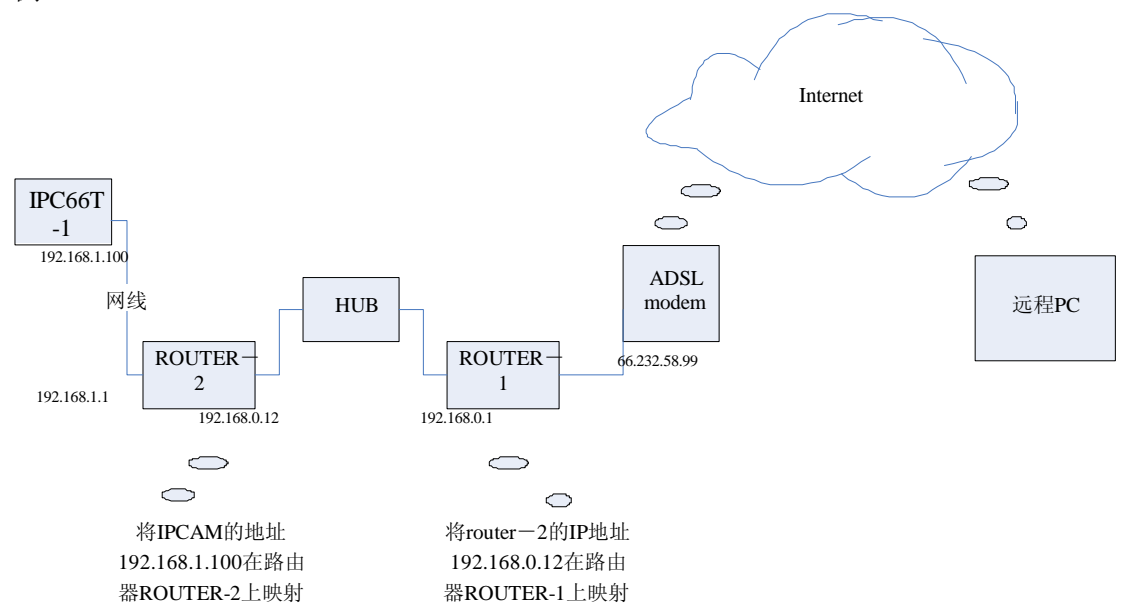 Internet
IPC66T
-1
192.168.1.100
网线
HUB
ADSL
modem
远程PC
ROUTER－
2
ROUTER－
1
66.232.58.99
192.168.1.1
192.168.0.12
192.168.0.1
将IPCAM的地址
192.168.1.100在路由
器ROUTER-2上映射
将router－2的IP地址
192.168.0.12在路由
器ROUTER-1上映射